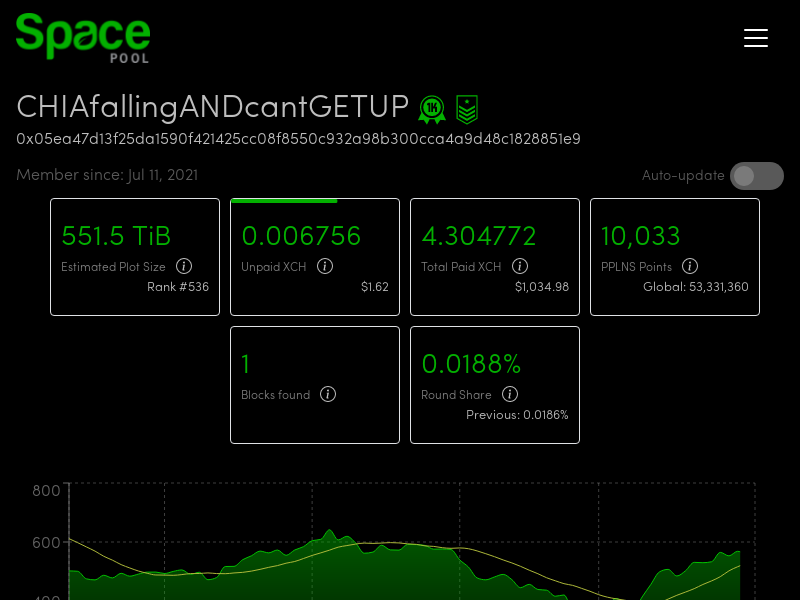 Space
POOL
CHIAfallingANDcantGETUP 1K
0x05ea47d13f25da1590f421425cc08f8550c932a98b300cca4a9d48c1828851e9
Member since: Jul 11, 2021
Auto-update
551.5 TiB
Estimated Plot Size
Rank #536
0.006756
Unpaid XCH
$1.62
4.304772
Total Paid XCH
$1,034.98
10,033
PPLNS Points
Global: 53,331,360
1
Blocks found
0.0188%
Round Share
Previous: 0.0186%
800
600
400